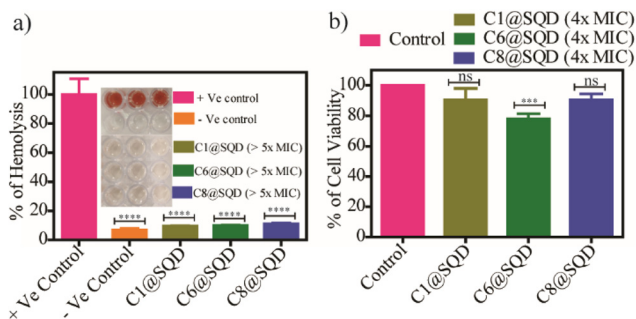 a)
% of Hemolysis
100
80
60
40
20
0
+ Ve control
- Ve control
C1@SQD (> 5x MIC)
C6@SQD (> 5x MIC)
C8@SQD (> 5x MIC)
****
****
****
****
+ Ve Control
- Ve Control
C1@SQD
C6@SQD
C8@SQD
b)
Control
C1@SQD (4x MIC)
C6@SQD (4x MIC)
C8@SQD (4x MIC)
% of Cell Viability
100
80
60
40
20
0
ns
***
ns
Control
C1@SQD
C6@SQD
C8@SQD